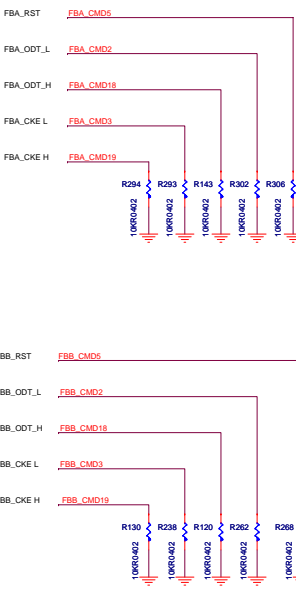 FBA_RST FBA_CMD5
FBA_ODT_L FBA_CMD2
FBA_ODT_H FBA_CMD18
FBA_CKE L FBA_CMD3
FBA_CKE H FBA_CMD19
R294 R293 R143 R302 R306
10KR0402 10KR0402 10KR0402 10KR0402 10KR0402
BB_RST FBB_CMD5
BB_ODT_L FBB_CMD2
BB_ODT_H FBB_CMD18
BB_CKE L FBB_CMD3
BB_CKE H FBB_CMD19
R130 R238 R120 R262 R268
10KR0402 10KR0402 10KR0402 10KR0402 10KR0402